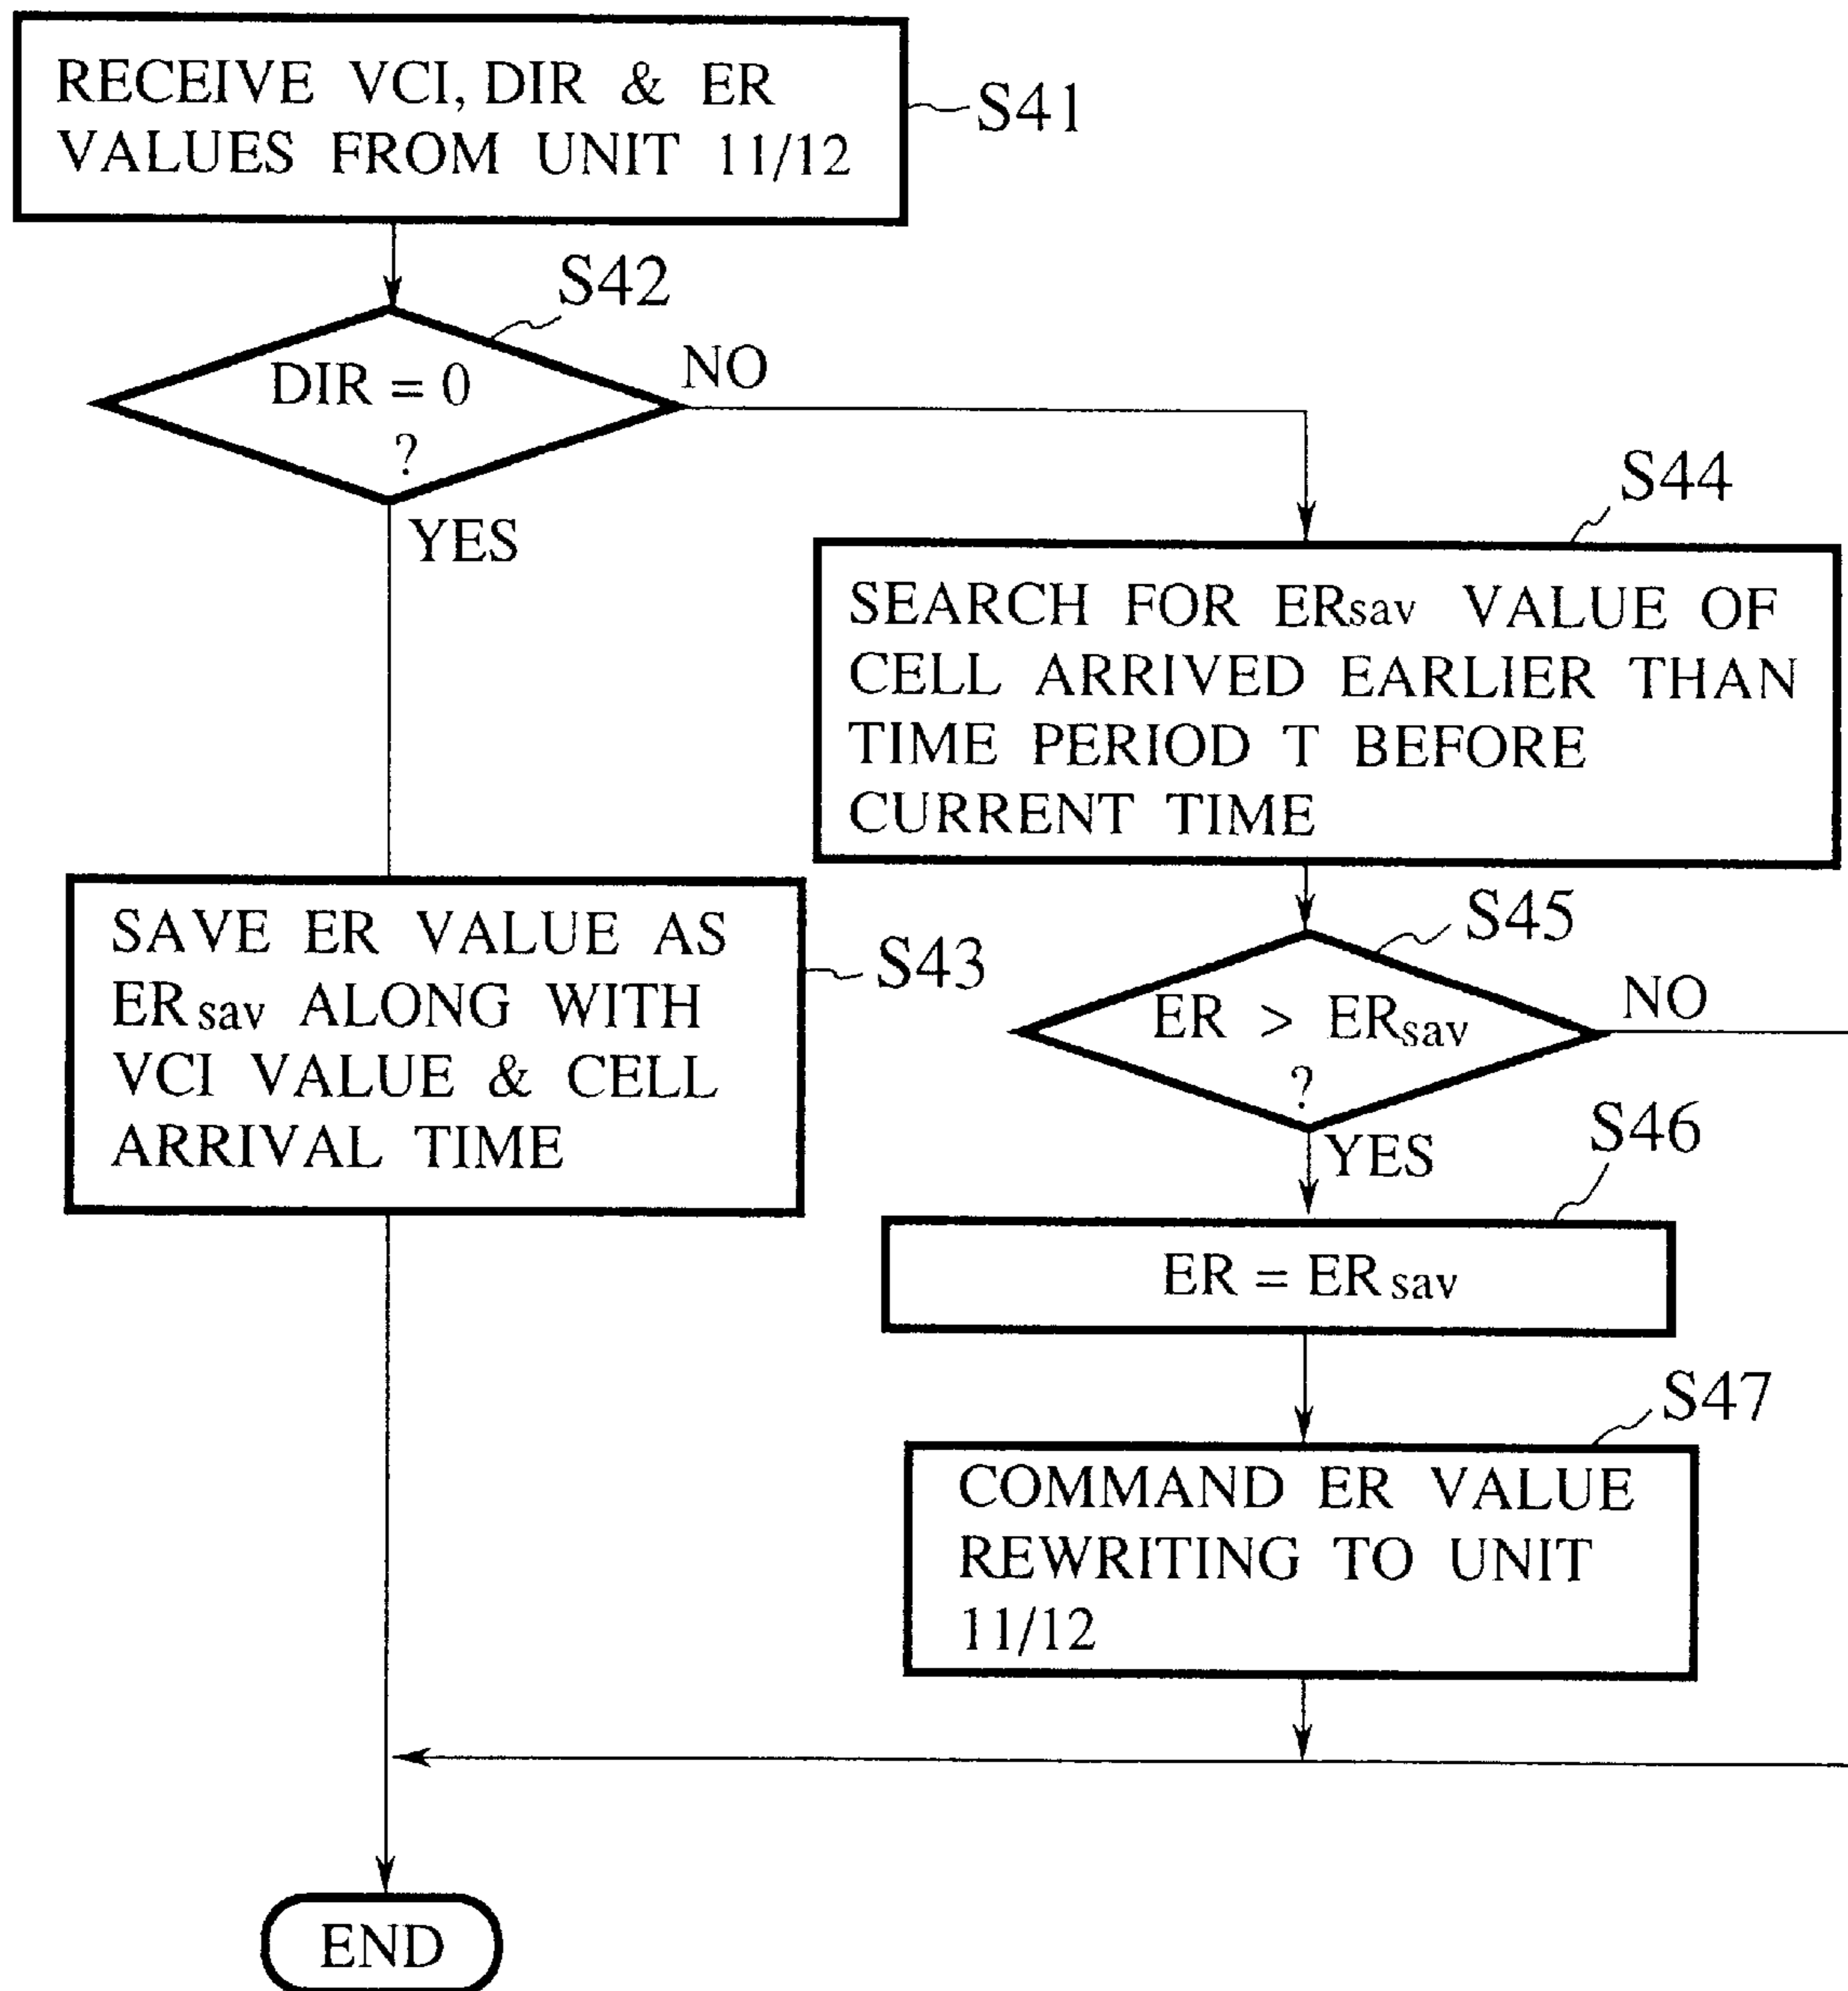 RECEIVE VCI, DIR & ER
VALUES FROM UNIT 11/12
S41
S42
DIR = 0
?
NO
YES
S44
SEARCH FOR ERsav VALUE OF
CELL ARRIVED EARLIER THAN
TIME PERIOD T BEFORE
CURRENT TIME
SAVE ER VALUE AS
ERsav ALONG WITH
VCI VALUE & CELL
ARRIVAL TIME
S43
S45
ER > ERsav
?
NO
YES
S46
ER = ERsav
S47
COMMAND ER VALUE
REWRITING TO UNIT
11/12
END